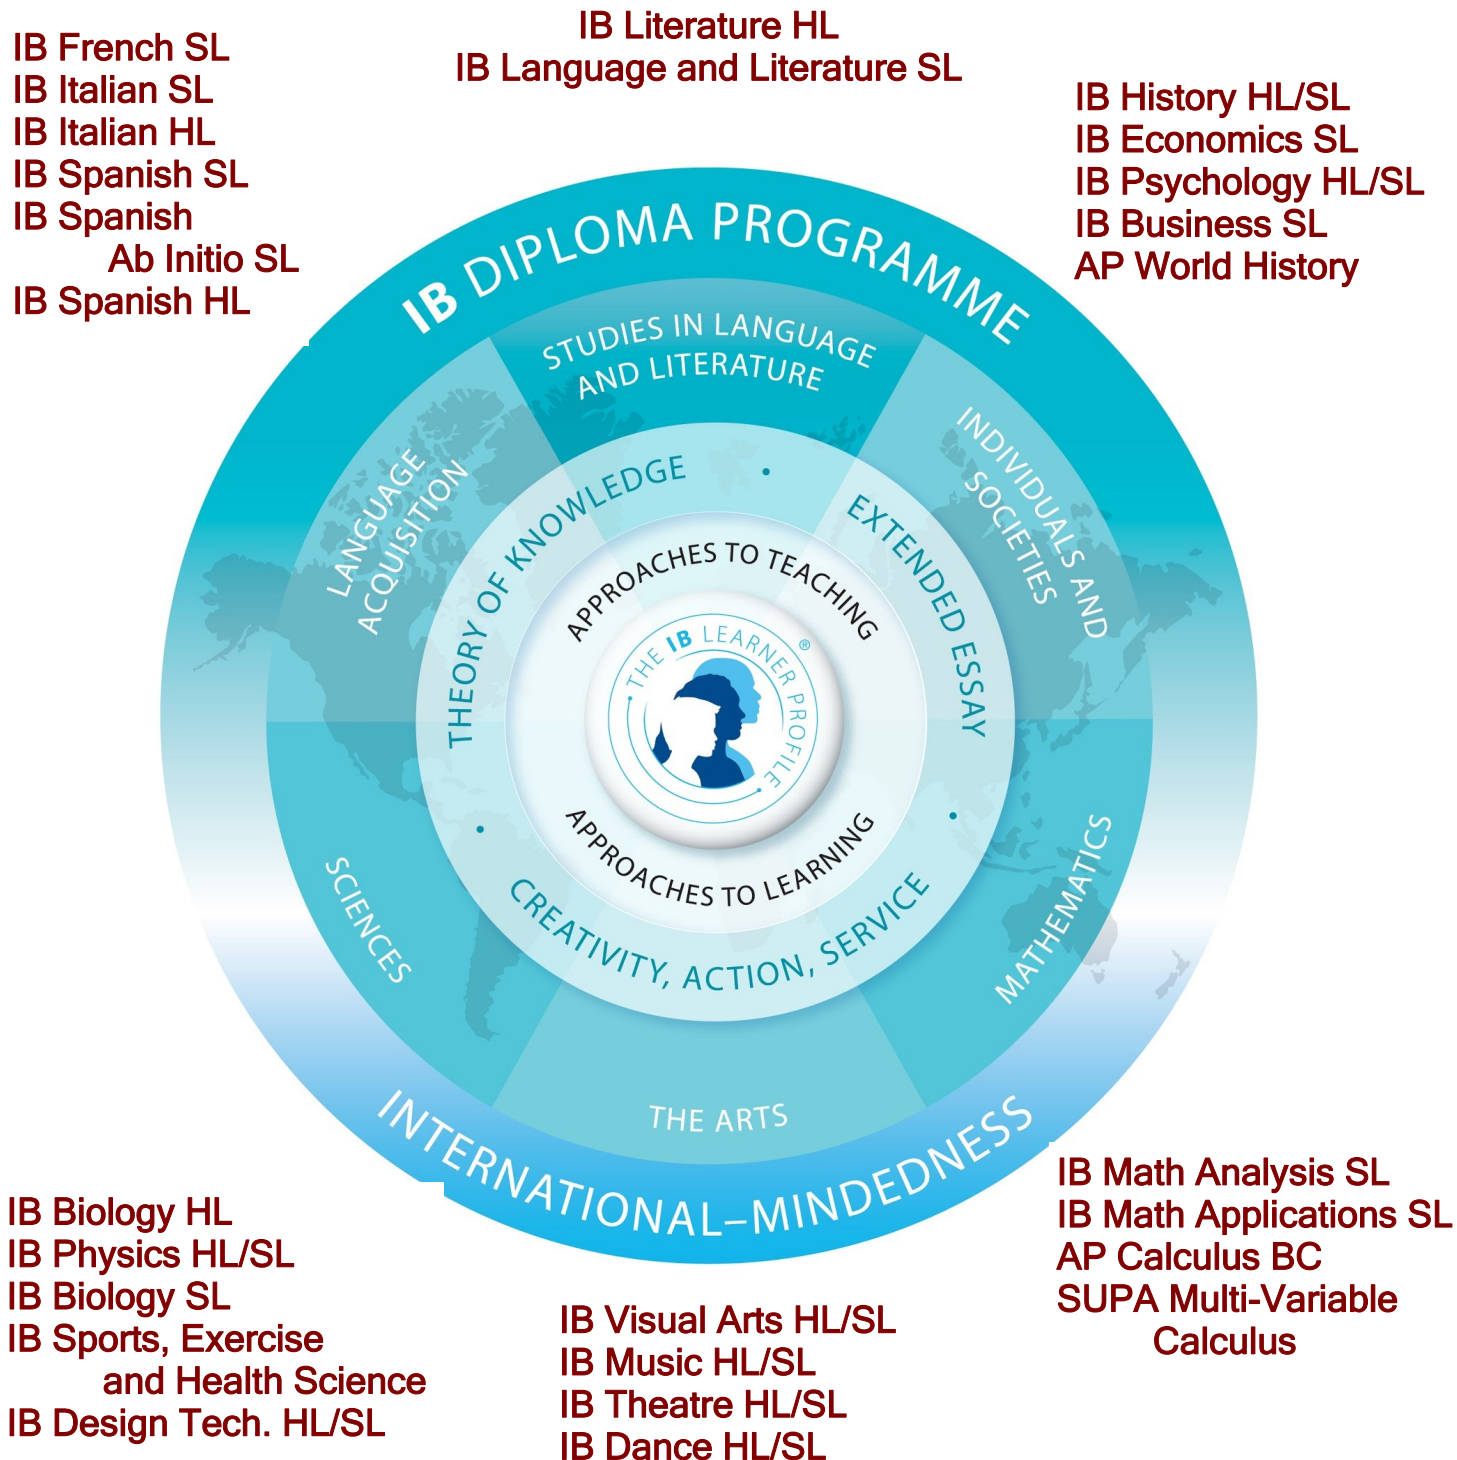 IB Literature HL
IB Language and Literature SL
IB French SL
IB Italian SL
IB Italian HL
IB Spanish SL
IB Spanish
Ab Initio SL
IB Spanish HL
IB History HL/SL
IB Economics SL
IB Psychology HL/SL
IB Business SL
AP World History
IB DIPLOMA PROGRAMME
STUDIES IN LANGUAGE
AND LITERATURE
LANGUAGE
ACQUISITION
INDIVIDUALS AND
SOCIETIES
THEORY OF KNOWLEDGE
EXTENDED ESSAY
APPROACHES TO TEACHING
THE IB LEARNER PROFILE ®
APPROACHES TO LEARNING
CREATIVITY, ACTION, SERVICE
SCIENCES
MATHEMATICS
THE ARTS
INTERNATIONAL–MINDEDNESS
IB Biology HL
IB Physics HL/SL
IB Biology SL
IB Sports, Exercise
and Health Science
IB Design Tech. HL/SL
IB Visual Arts HL/SL
IB Music HL/SL
IB Theatre HL/SL
IB Dance HL/SL
IB Math Analysis SL
IB Math Applications SL
AP Calculus BC
SUPA Multi-Variable
Calculus